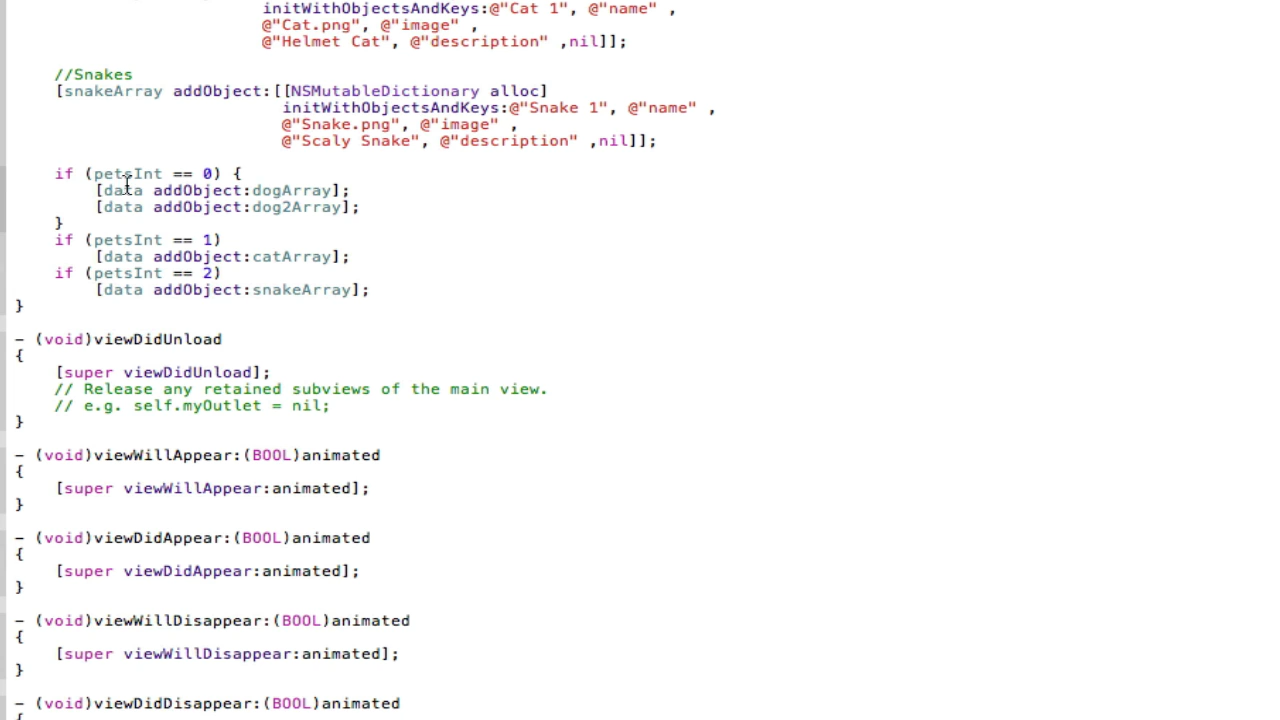 initWithObjectsAndKeys:@"Cat 1", @"name" ,
@"Cat.png", @"image" ,
@"Helmet Cat", @"description" ,nil]];
//Snakes
[snakeArray addObject:[[NSMutableDictionary alloc]
initWithObjectsAndKeys:@"Snake 1", @"name" ,
@"Snake.png", @"image" ,
@"Scaly Snake", @"description" ,nil]];
if (petsInt == 0) {
[data addObject:dogArray];
[data addObject:dog2Array];
}
if (petsInt == 1)
[data addObject:catArray];
if (petsInt == 2)
[data addObject:snakeArray];
}
- (void)viewDidUnload
{
[super viewDidUnload];
// Release any retained subviews of the main view.
// e.g. self.myOutlet = nil;
}
- (void)viewWillAppear:(BOOL)animated
{
[super viewWillAppear:animated];
}
- (void)viewDidAppear:(BOOL)animated
{
[super viewDidAppear:animated];
}
- (void)viewWillDisappear:(BOOL)animated
{
[super viewWillDisappear:animated];
}
- (void)viewDidDisappear:(BOOL)animated
{